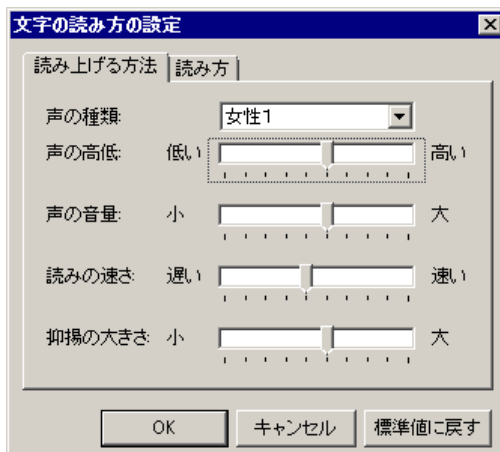 文字の読み方の設定
読み上げる方法 読み方
声の種類: 女性1
声の高低: 低い 高い
声の音量: 小 大
読みの速さ: 遅い 速い
抑揚の大きさ: 小 大
OK キャンセル 標準値に戻す